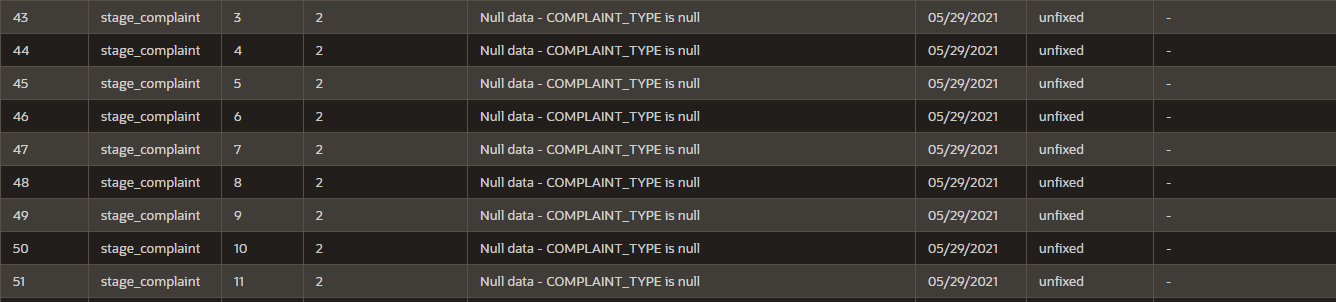 43 stage_complaint 3 2 Null data - COMPLAINT_TYPE is null 05/29/2021 unfixed -
44 stage_complaint 4 2 Null data - COMPLAINT_TYPE is null 05/29/2021 unfixed -
45 stage_complaint 5 2 Null data - COMPLAINT_TYPE is null 05/29/2021 unfixed -
46 stage_complaint 6 2 Null data - COMPLAINT_TYPE is null 05/29/2021 unfixed -
47 stage_complaint 7 2 Null data - COMPLAINT_TYPE is null 05/29/2021 unfixed -
48 stage_complaint 8 2 Null data - COMPLAINT_TYPE is null 05/29/2021 unfixed -
49 stage_complaint 9 2 Null data - COMPLAINT_TYPE is null 05/29/2021 unfixed -
50 stage_complaint 10 2 Null data - COMPLAINT_TYPE is null 05/29/2021 unfixed -
51 stage_complaint 11 2 Null data - COMPLAINT_TYPE is null 05/29/2021 unfixed -